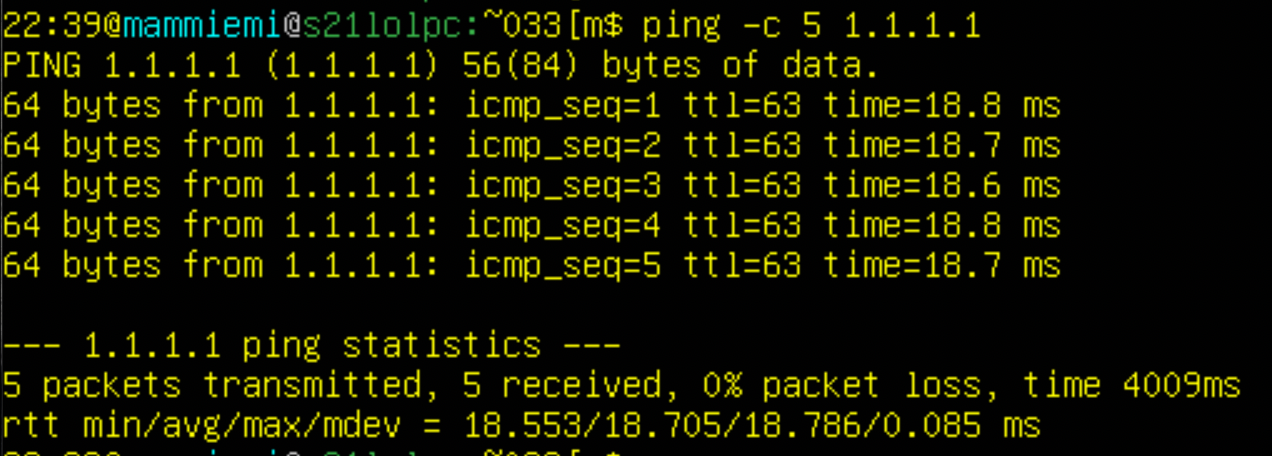 22:39@mammiemi@s21lolpc:~033[m$ ping -c 5 1.1.1.1
PING 1.1.1.1 (1.1.1.1) 56(84) bytes of data.
64 bytes from 1.1.1.1: icmp_seq=1 ttl=63 time=18.8 ms
64 bytes from 1.1.1.1: icmp_seq=2 ttl=63 time=18.7 ms
64 bytes from 1.1.1.1: icmp_seq=3 ttl=63 time=18.6 ms
64 bytes from 1.1.1.1: icmp_seq=4 ttl=63 time=18.8 ms
64 bytes from 1.1.1.1: icmp_seq=5 ttl=63 time=18.7 ms
--- 1.1.1.1 ping statistics ---
5 packets transmitted, 5 received, 0% packet loss, time 4009ms
rtt min/avg/max/mdev = 18.553/18.705/18.786/0.085 ms